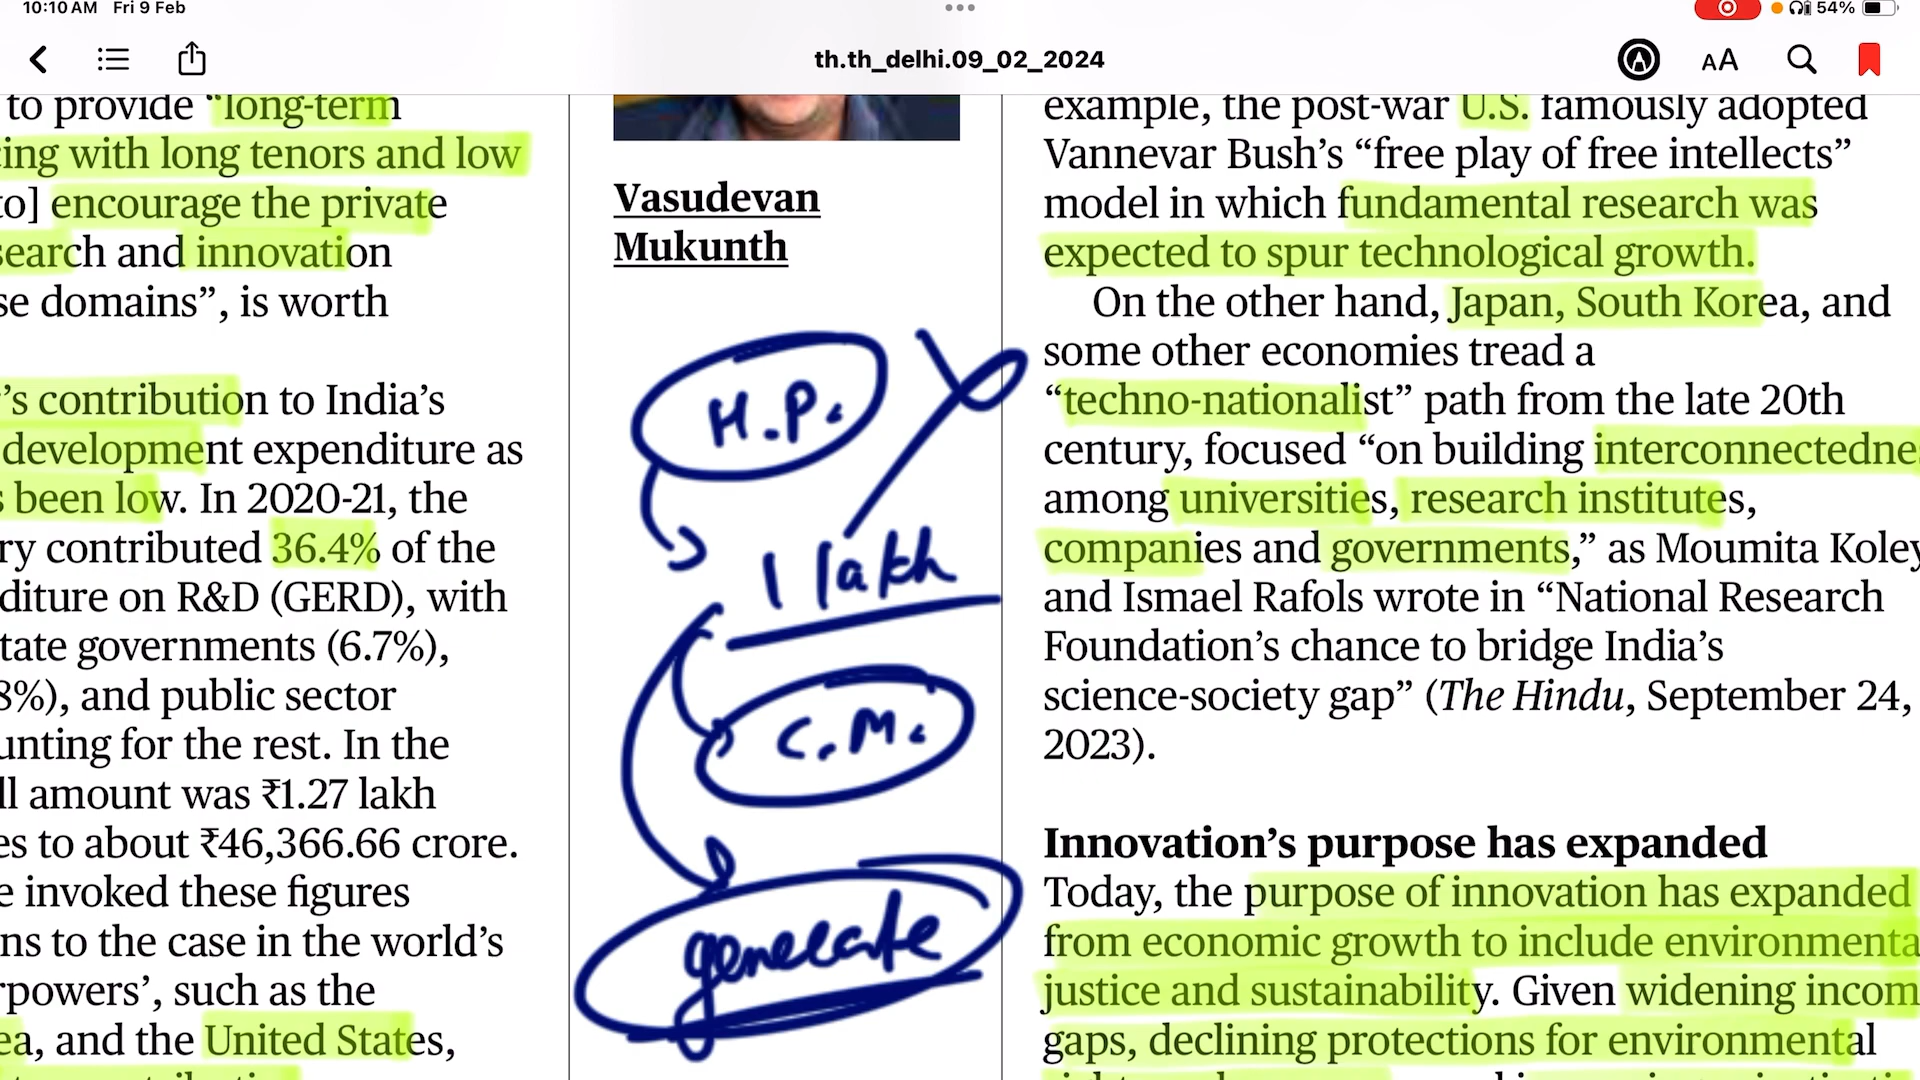 10:10 AM Fri 9 Feb
54%
th.th_delhi.09_02_2024
AA
to provide “long-term
cing with long tenors and low
to] encourage the private
search and innovation
se domains”, is worth
’s contribution to India’s
development expenditure as
s been low. In 2020-21, the
ry contributed 36.4% of the
diture on R&D (GERD), with
tate governments (6.7%),
8%), and public sector
unting for the rest. In the
ll amount was ₹1.27 lakh
es to about ₹46,366.66 crore.
e invoked these figures
ns to the case in the world’s
rpowers’, such as the
ea, and the United States,
Vasudevan
Mukunth
H.P.
1 lakh
C.M.
generate
example, the post-war U.S. famously adopted
Vannevar Bush’s “free play of free intellects”
model in which fundamental research was
expected to spur technological growth.
On the other hand, Japan, South Korea, and
some other economies tread a
“techno-nationalist” path from the late 20th
century, focused “on building interconnectedne
among universities, research institutes,
companies and governments,” as Moumita Koley
and Ismael Rafols wrote in “National Research
Foundation’s chance to bridge India’s
science-society gap” (The Hindu, September 24,
2023).
Innovation’s purpose has expanded
Today, the purpose of innovation has expanded
from economic growth to include environmenta
justice and sustainability. Given widening incom
gaps, declining protections for environmental